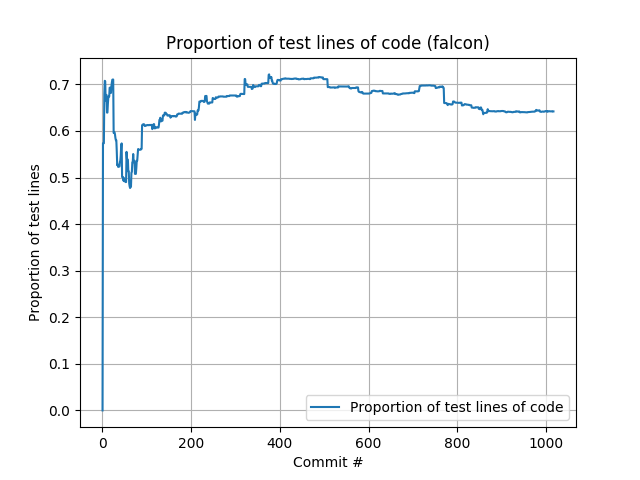 Proportion of test lines of code (falcon)
Proportion of test lines
0.7
0.6
0.5
0.4
0.3
0.2
0.1
0.0
Proportion of test lines of code
0 200 400 600 800 1000
Commit #